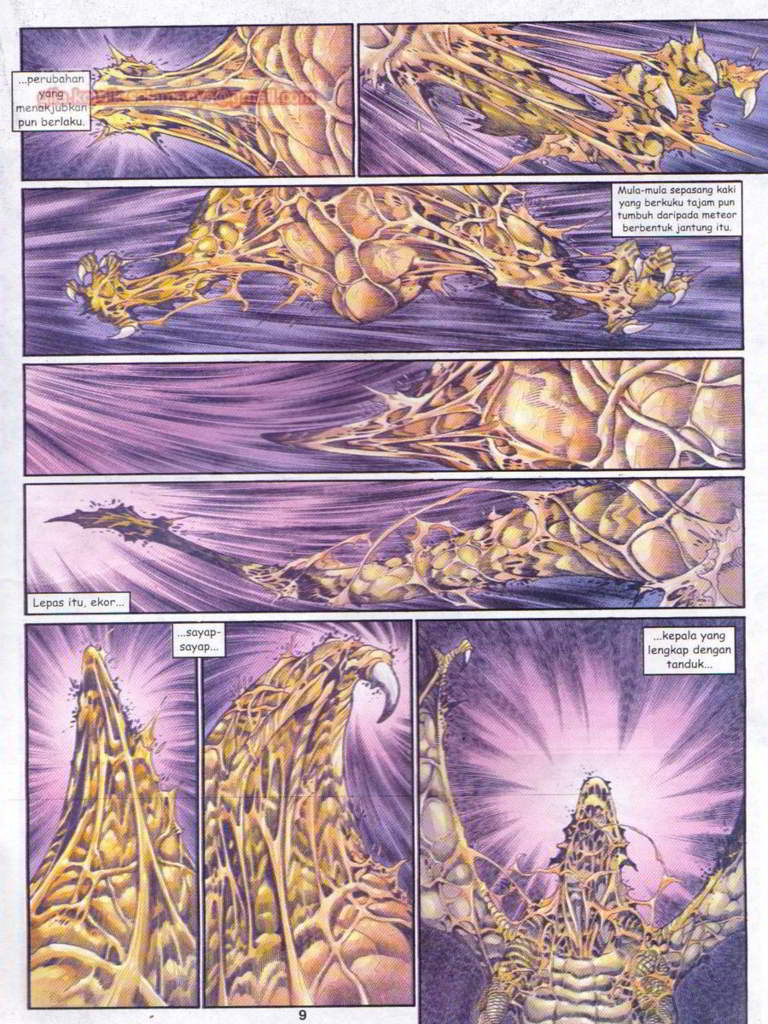 ...perubahan
yang
menakjubkan
pun berlaku.
Mula-mula sepasang kaki
yang berkuku tajam pun
tumbuh daripada meteor
berbentuk jantung itu.
Lepas itu, ekor...
...sayap-
sayap...
...kepala yang
lengkap dengan
tanduk...
9